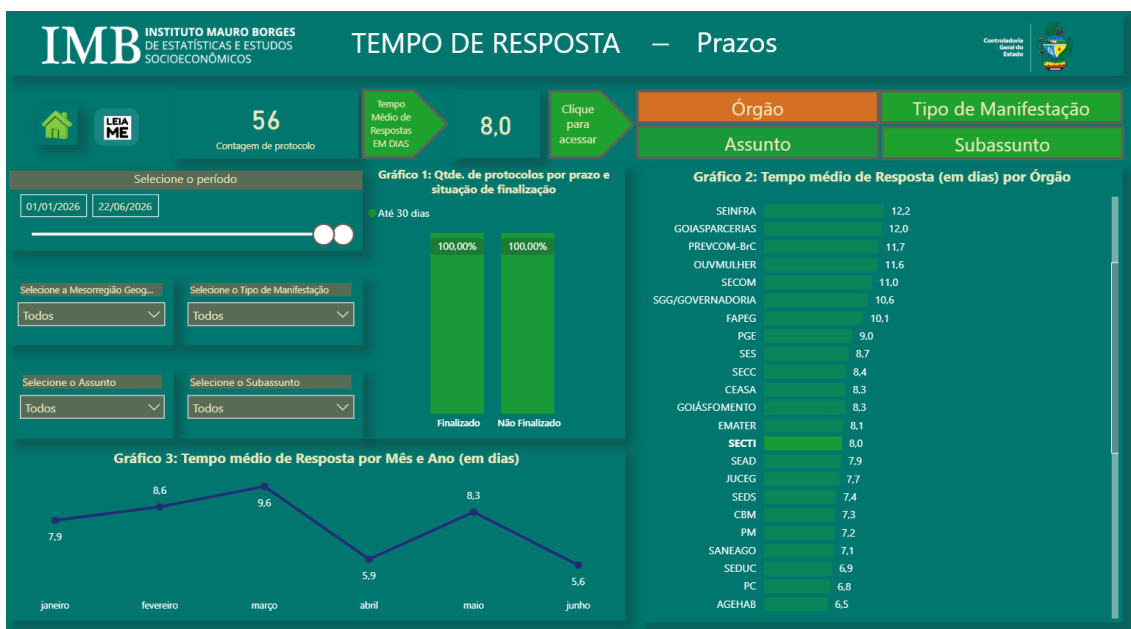 IMB
INSTITUTO MAURO BORGES
DE ESTATÍSTICAS E ESTUDOS
SOCIOECONÔMICOS
TEMPO DE RESPOSTA – Prazos
Controladoria
Geral do
Estado
LEIA
ME
56
Contagem de protocolo
Tempo
Médio de
Respostas
EM DIAS
8,0
Clique
para
acessar
Órgão
Tipo de Manifestação
Assunto
Subassunto
Selecione o período
01/01/2026 22/06/2026
Selecione a Mesorregião Geog...
Todos
Selecione o Tipo de Manifestação
Todos
Selecione o Assunto
Todos
Selecione o Subassunto
Todos
Gráfico 1: Qtde. de protocolos por prazo e
situação de finalização
Até 30 dias
100,00% 100,00%
Finalizado Não Finalizado
Gráfico 2: Tempo médio de Resposta (em dias) por Órgão
SEINFRA 12,2
GOIASPARCERIAS 12,0
PREVCOM-BrC 11,7
OUVMULHER 11,6
SECOM 11,0
SGG/GOVERNADORIA 10,6
FAPEG 10,1
PGE 9,0
SES 8,7
SECC 8,4
CEASA 8,3
GOIÁSFOMENTO 8,3
EMATER 8,1
SECTI 8,0
SEAD 7,9
JUCEG 7,7
SEDS 7,4
CBM 7,3
PM 7,2
SANEAGO 7,1
SEDUC 6,9
PC 6,8
AGEHAB 6,5
Gráfico 3: Tempo médio de Resposta por Mês e Ano (em dias)
7,9 8,6 9,6 5,9 8,3 5,6
janeiro fevereiro março abril maio junho